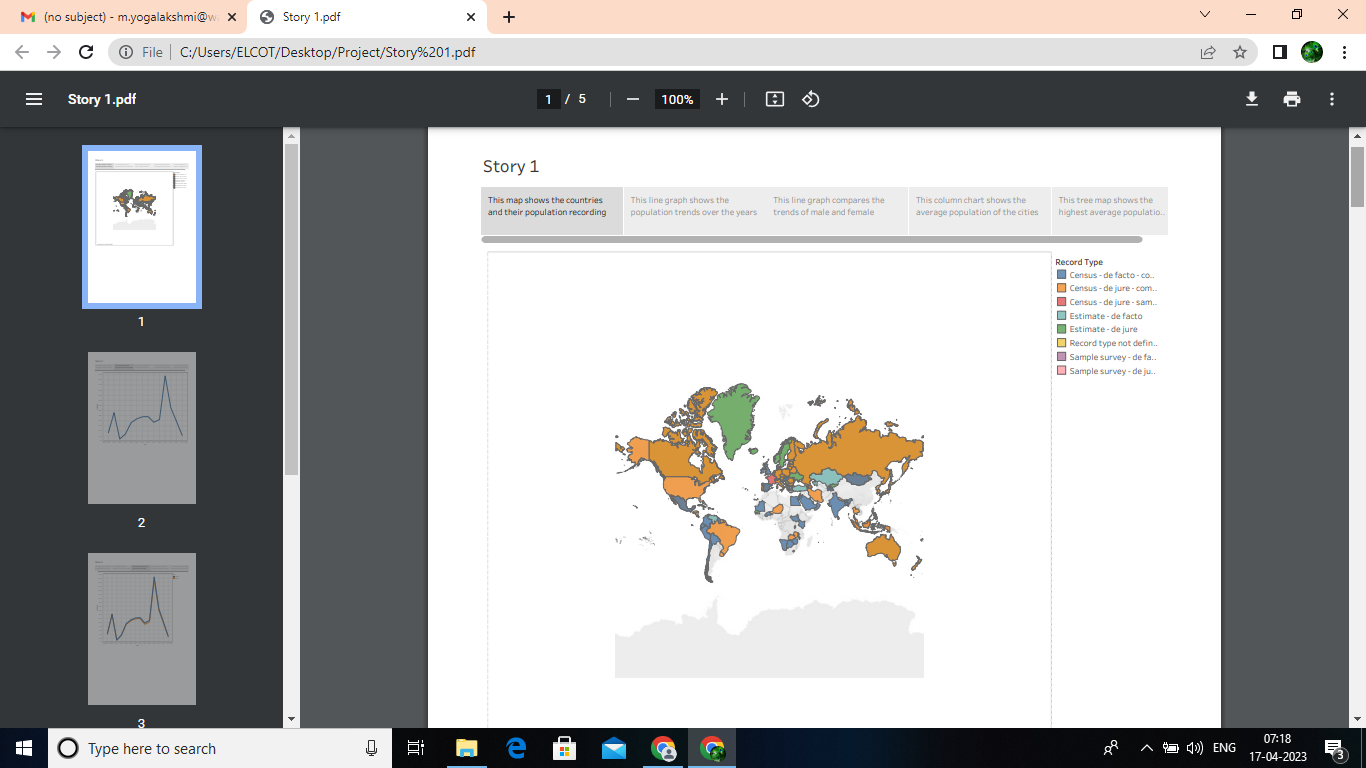 (no subject) - m.yogalakshmi@w
Story 1.pdf
File
C:/Users/ELCOT/Desktop/Project/Story%201.pdf
Story 1.pdf
1 / 5
100%
1
2
3
Story 1
This map shows the countries
and their population recording
This line graph shows the
population trends over the years
This line graph compares the
trends of male and female
This column chart shows the
average population of the cities
This tree map shows the
highest average populatio..
Record Type
Census - de facto - co..
Census - de jure - com..
Census - de jure - sam..
Estimate - de facto
Estimate - de jure
Record type not defin..
Sample survey - de fa..
Sample survey - de ju..
Type here to search
ENG
07:18
17-04-2023
3